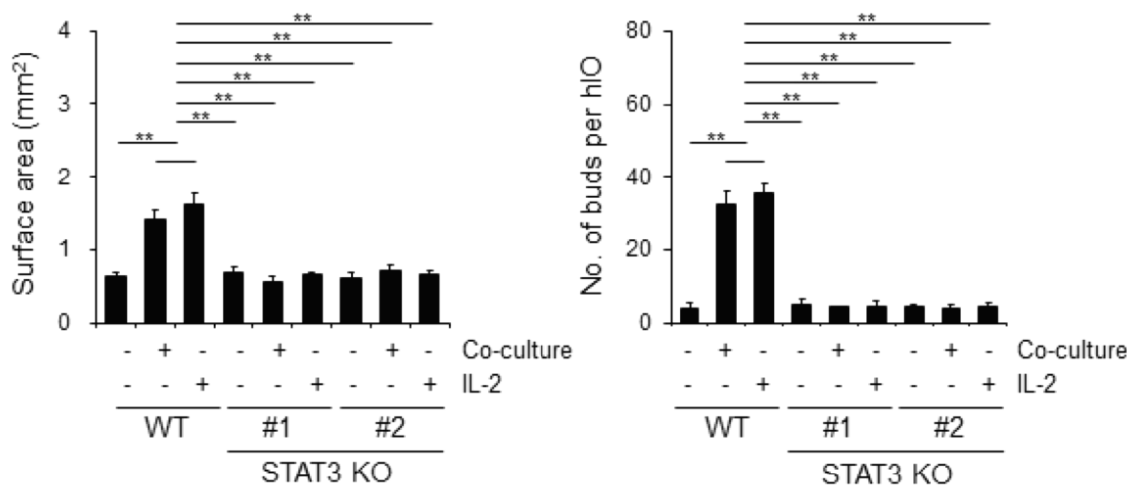 Surface area (mm²)
4
3
2
1
0
**
**
**
**
**
**
**
- + - - + - - + - Co-culture
- - + - - + - - + IL-2
WT #1 #2
STAT3 KO
No. of buds per hIO
80
60
40
20
0
**
**
**
**
**
**
**
- + - - + - - + - Co-culture
- - + - - + - - + IL-2
WT #1 #2
STAT3 KO